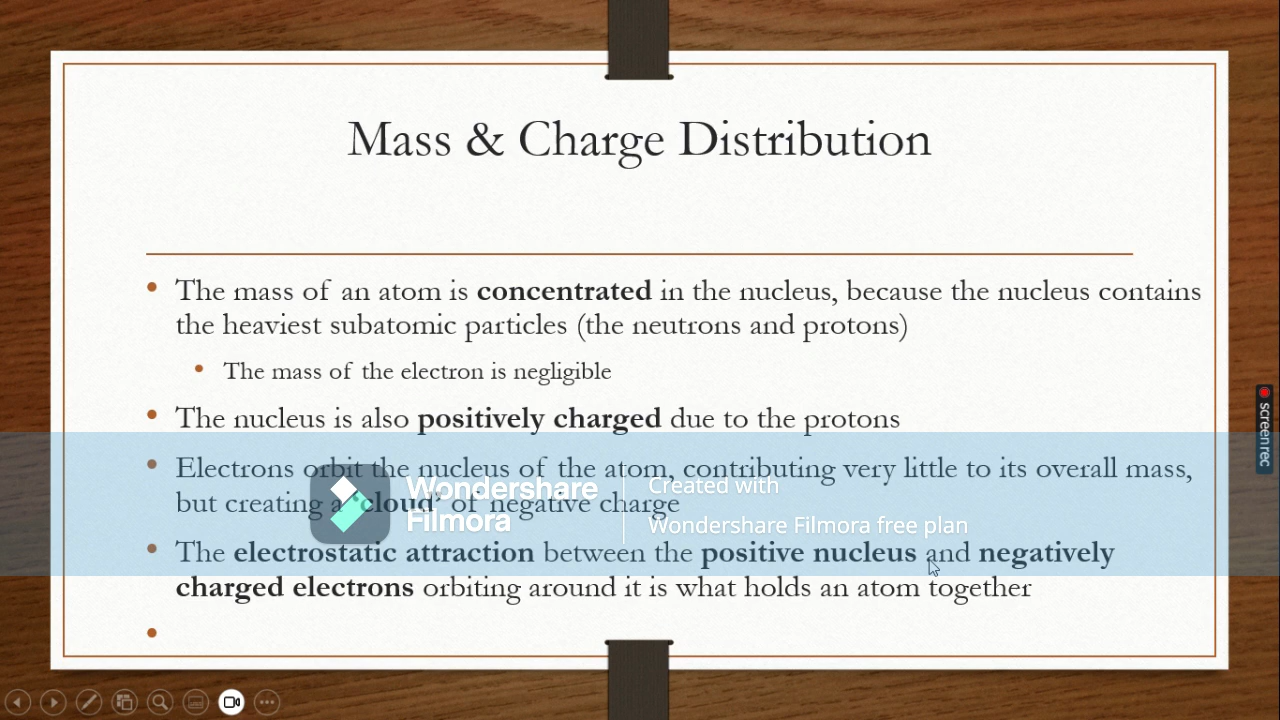 Mass & Charge Distribution
• The mass of an atom is concentrated in the nucleus, because the nucleus contains
the heaviest subatomic particles (the neutrons and protons)
• The mass of the electron is negligible
• The nucleus is also positively charged due to the protons
• Electrons orbit the nucleus of the atom, contributing very little to its overall mass,
but creating a 'cloud' of negative charge
• The electrostatic attraction between the positive nucleus and negatively
charged electrons orbiting around it is what holds an atom together
•
Wondershare
Filmora
Created with
Wondershare Filmora free plan
screenrec